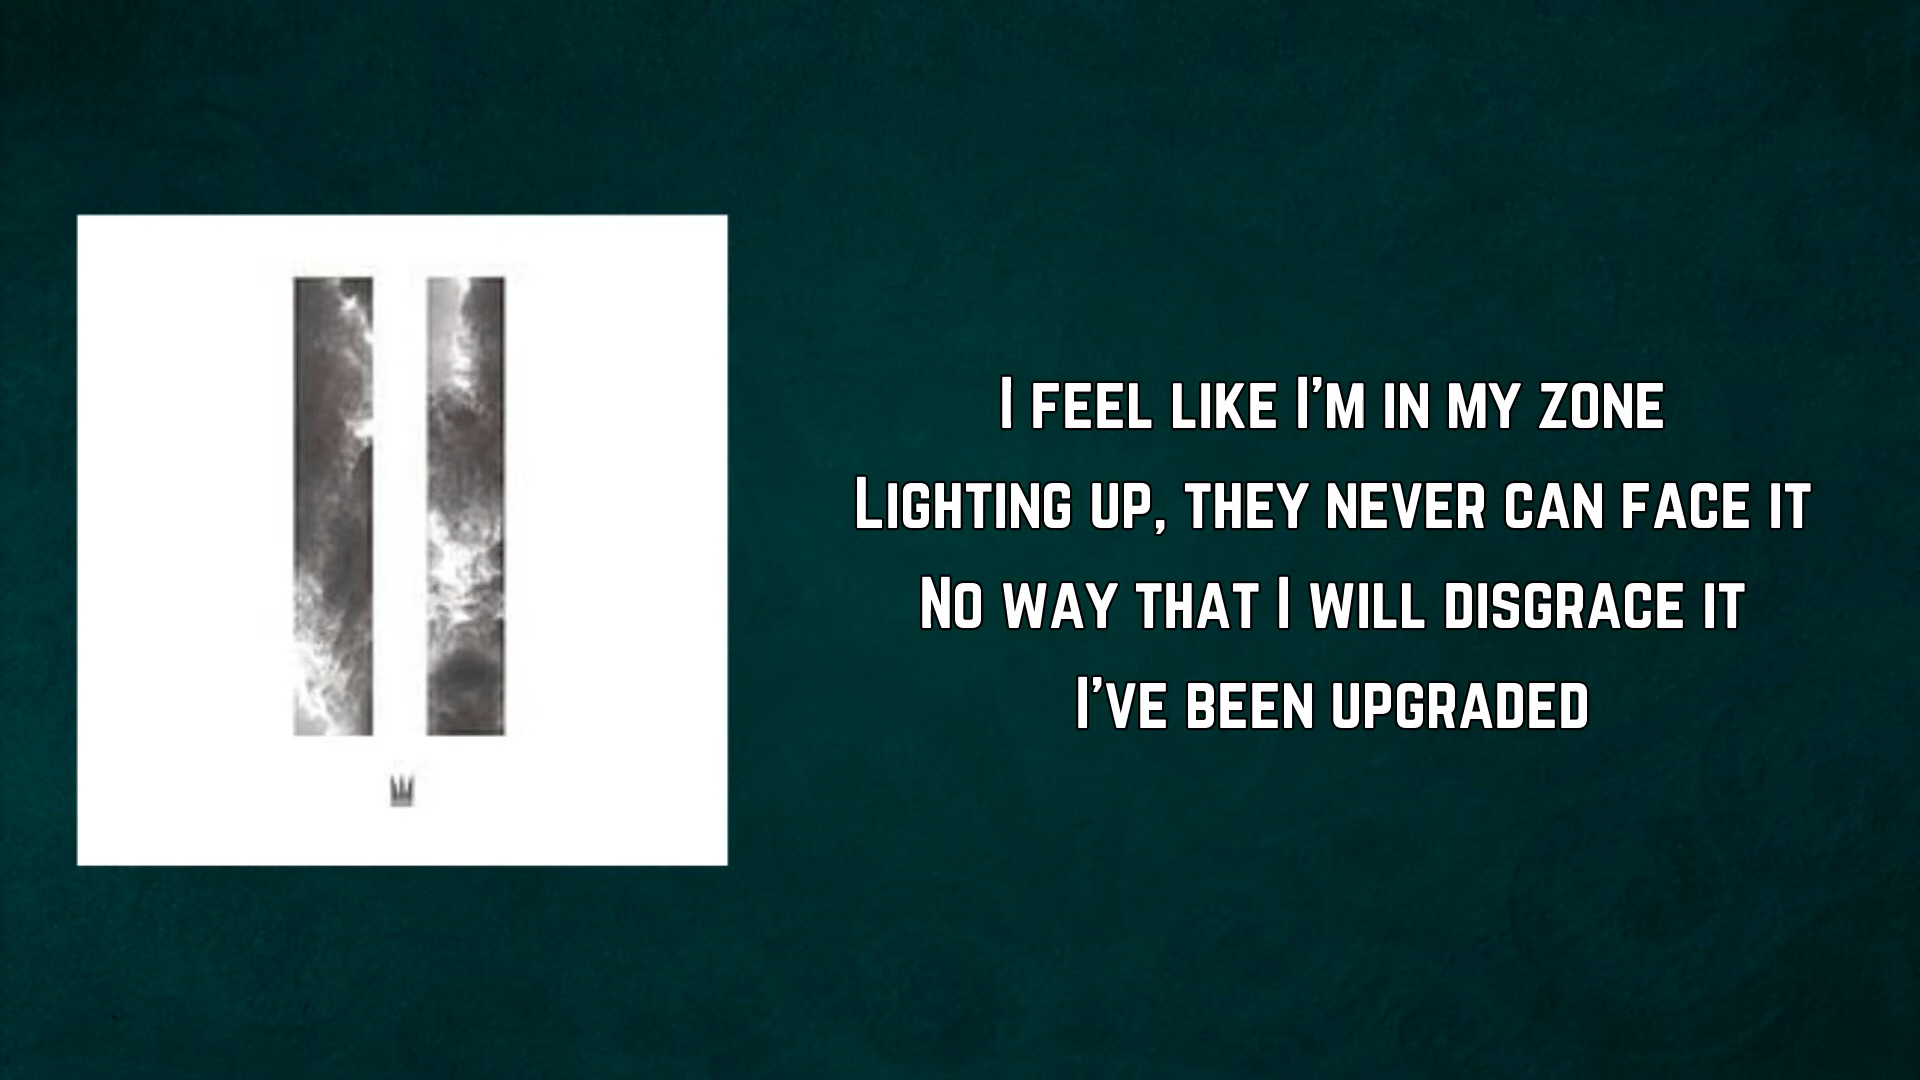 I feel like I'm in my zone
Lighting up, they never can face it
No way that I will disgrace it
I've been upgraded